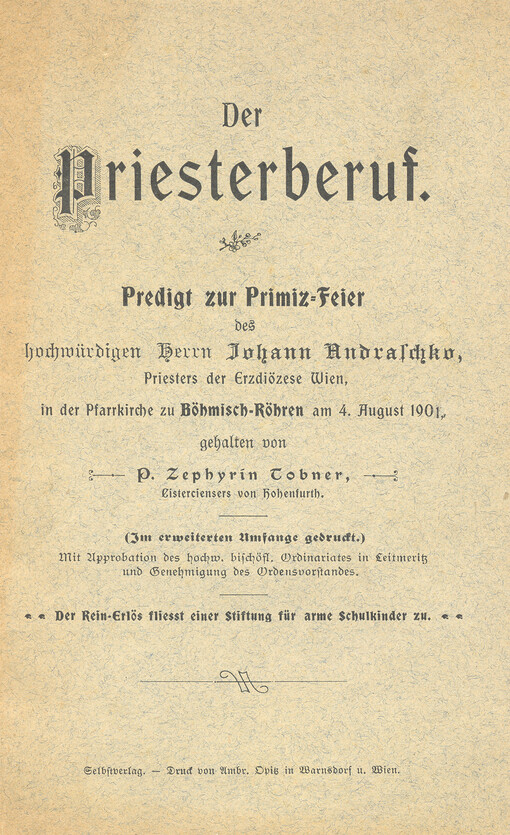 Der
Priesterberuf.
Predigt zur Primiz-Feier
des
hochwürdigen Herrn Johann Andraschko,
Priesters der Erzdiözese Wien,
in der Pfarrkirche zu Böhmisch-Röhren am 4. August 1901,
gehalten von
P. Zephyrin Tobner,
Cisterciensers von Hohenfurth.
(Im erweiterten Umfange gedruckt.)
Mit Approbation des hochw. bischöfl. Ordinariates in Leitmeritz
und Genehmigung des Ordensvorstandes.
Der Rein-Erlös fliesst einer Stiftung für arme Schulkinder zu.
Selbstverlag. — Druck von Ambr. Opitz in Warnsdorf u. Wien.